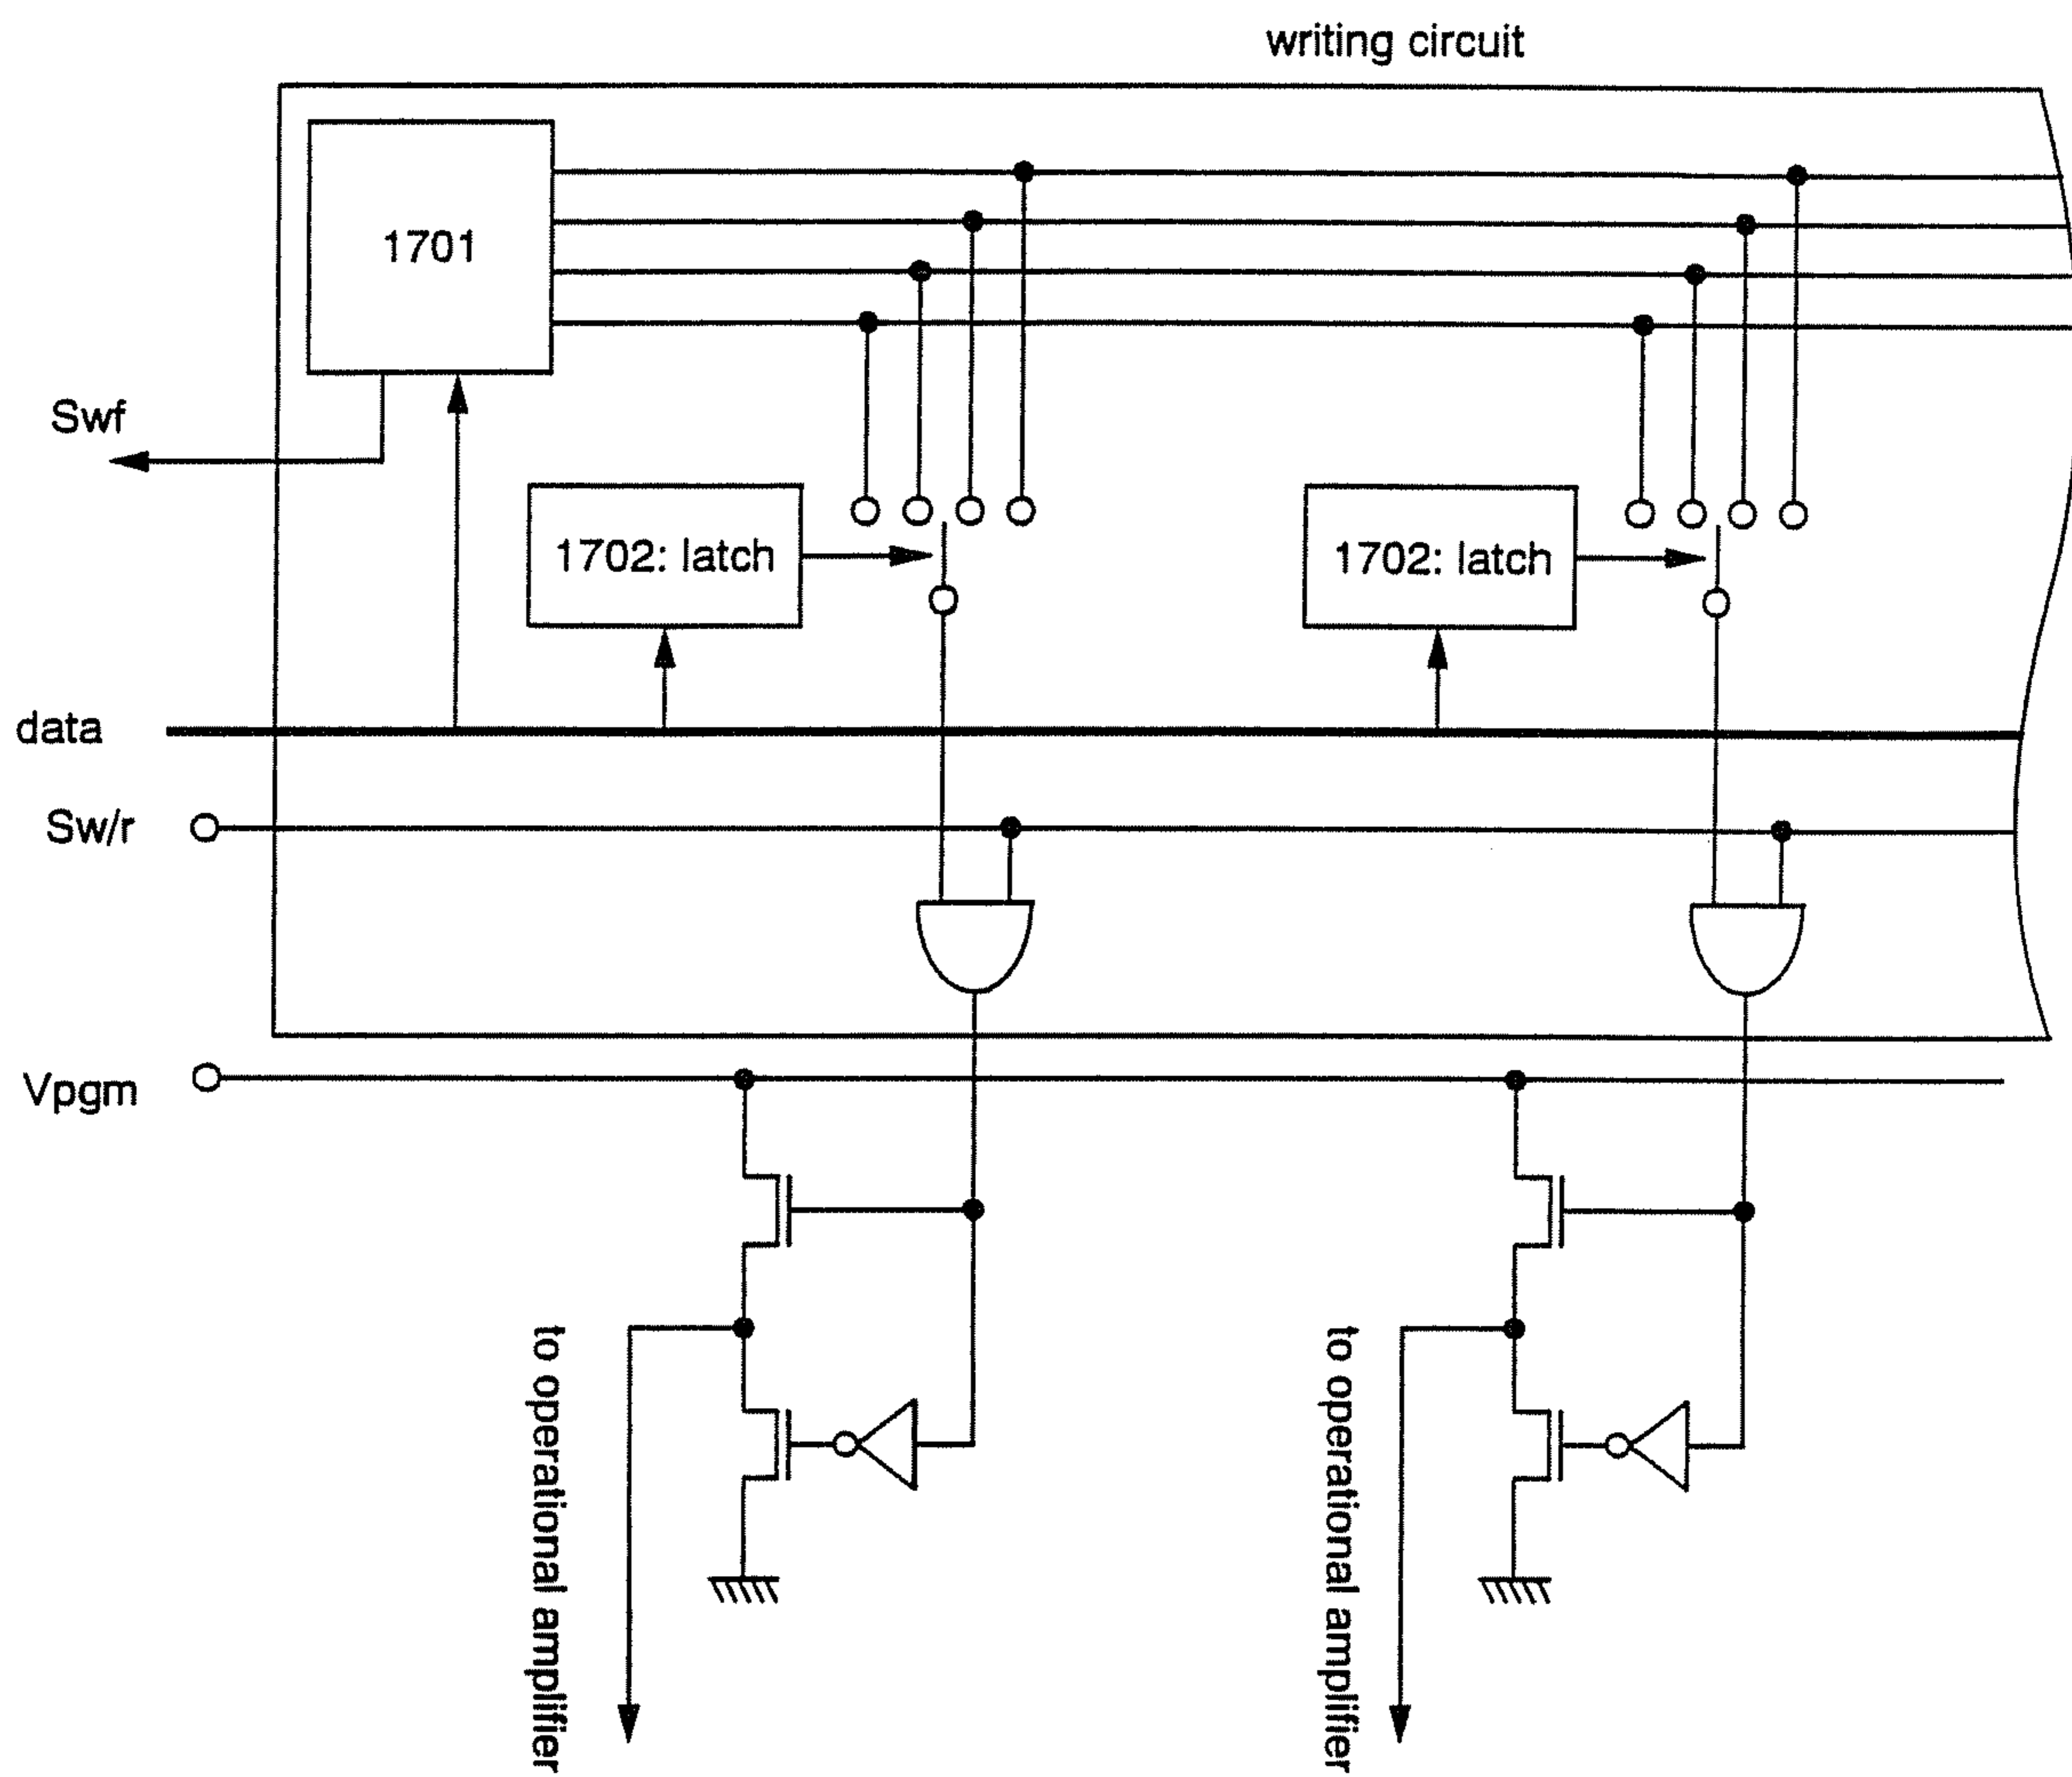 writing circuit
1701
Swf
1702: latch
1702: latch
data
Sw/r
Vpgm
to operational amplifier
to operational amplifier